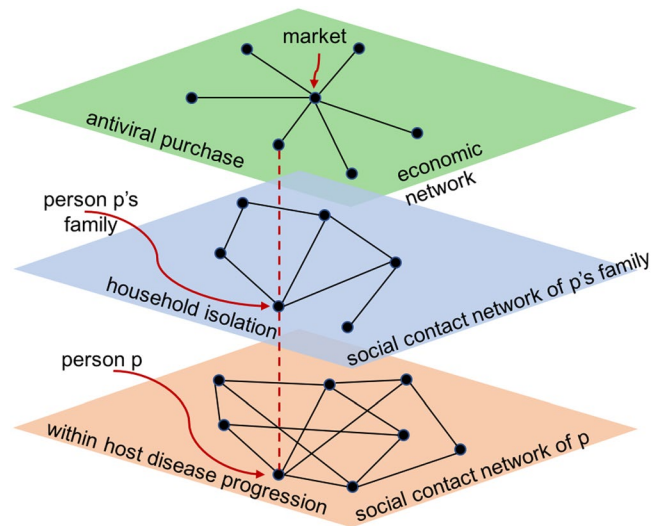 market
antiviral purchase
economic
network
person p's
family
household isolation
social contact network of p's family
person p
within host disease progression
social contact network of p